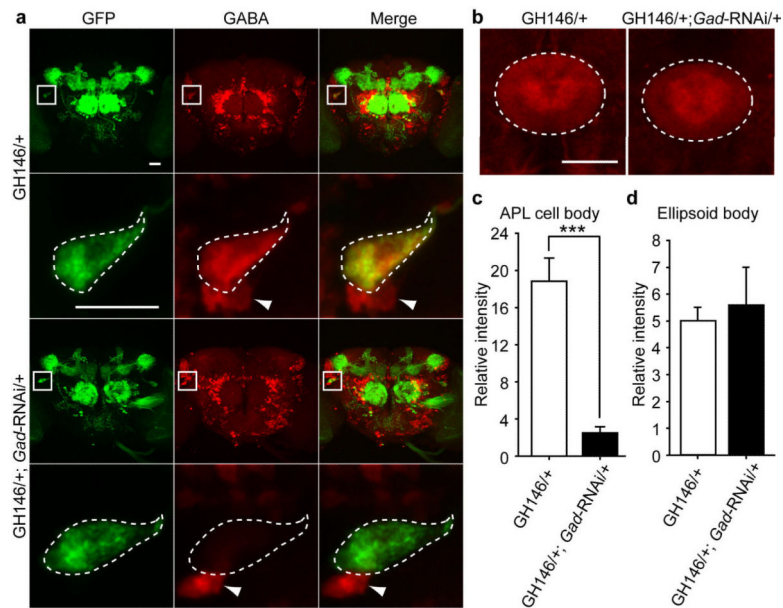 a
GFP GABA Merge
GH146/+
GH146/+; Gad-RNAi/+
b
GH146/+ GH146/+;Gad-RNAi/+
c
APL cell body
***
Relative intensity
20
16
12
8
4
0
GH146/+
GH146/+; Gad-RNAi/+
d
Ellipsoid body
Relative intensity
8
7
6
5
4
3
2
1
0
GH146/+
GH146/+; Gad-RNAi/+